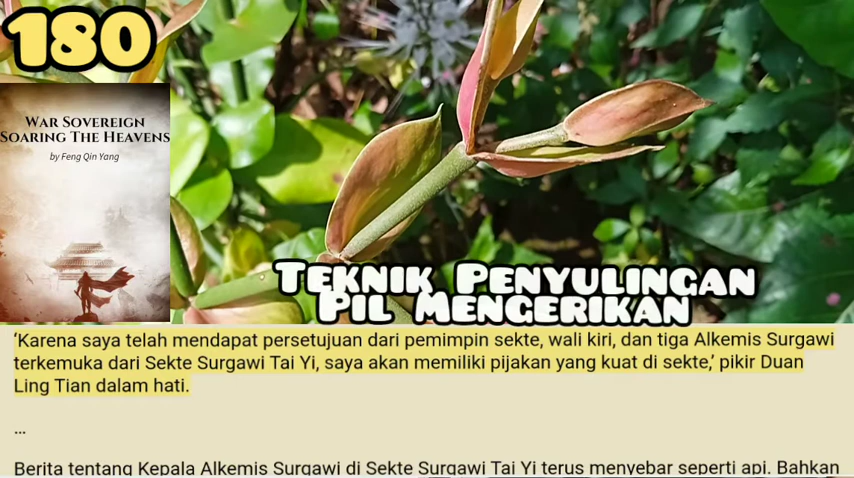 180
WAR SOVEREIGN
SOARING THE HEAVENS
by Feng Qin Yang
TEKNIK PENYULINGAN
PIL MENGERIKAN
‘Karena saya telah mendapat persetujuan dari pemimpin sekte, wali kiri, dan tiga Alkemis Surgawi
terkemuka dari Sekte Surgawi Tai Yi, saya akan memiliki pijakan yang kuat di sekte,’ pikir Duan
Ling Tian dalam hati.
...
Berita tentang Kepala Alkemis Surgawi di Sekte Surgawi Tai Yi terus menyebar seperti api. Bahkan